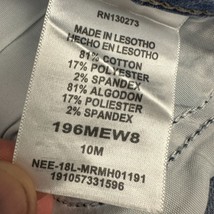 RN130273
MADE IN LESOTHO
HECHO EN LESOTHO
81% COTTON
17% POLYESTER
2% SPANDEX
81% ALGODON
17% POLIESTER
2% SPANDEX
196MEW8
10M
NEE-18L-MRMH01191
191057331596